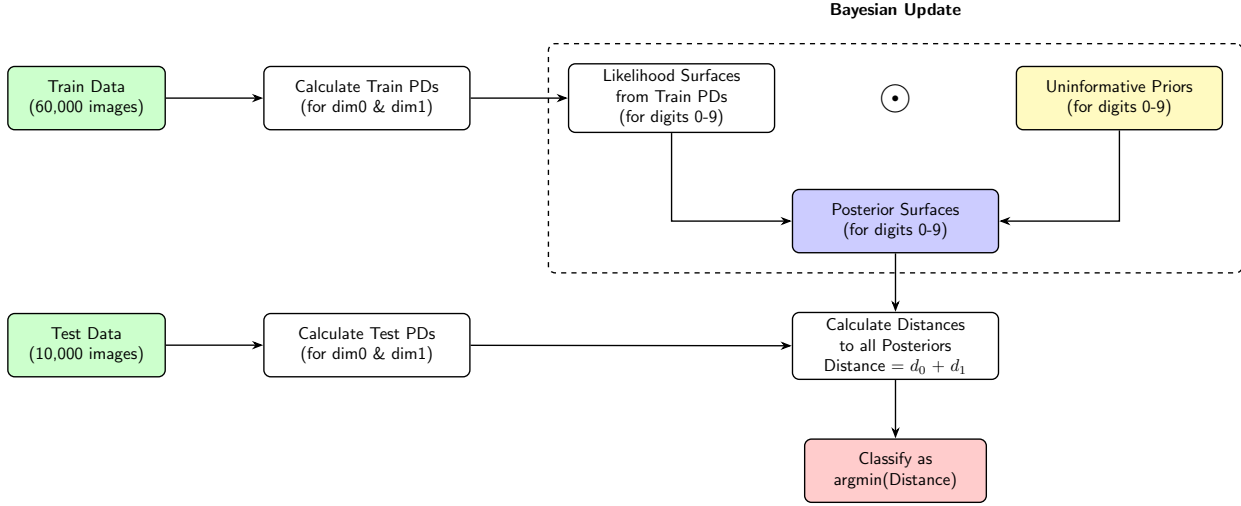 Bayesian Update
Train Data
(60,000 images)
Calculate Train PDs
(for dim0 & dim1)
Likelihood Surfaces
from Train PDs
(for digits 0-9)
Uninformative Priors
(for digits 0-9)
Posterior Surfaces
(for digits 0-9)
Test Data
(10,000 images)
Calculate Test PDs
(for dim0 & dim1)
Calculate Distances
to all Posteriors
Distance = d₀ + d₁
Classify as
argmin(Distance)